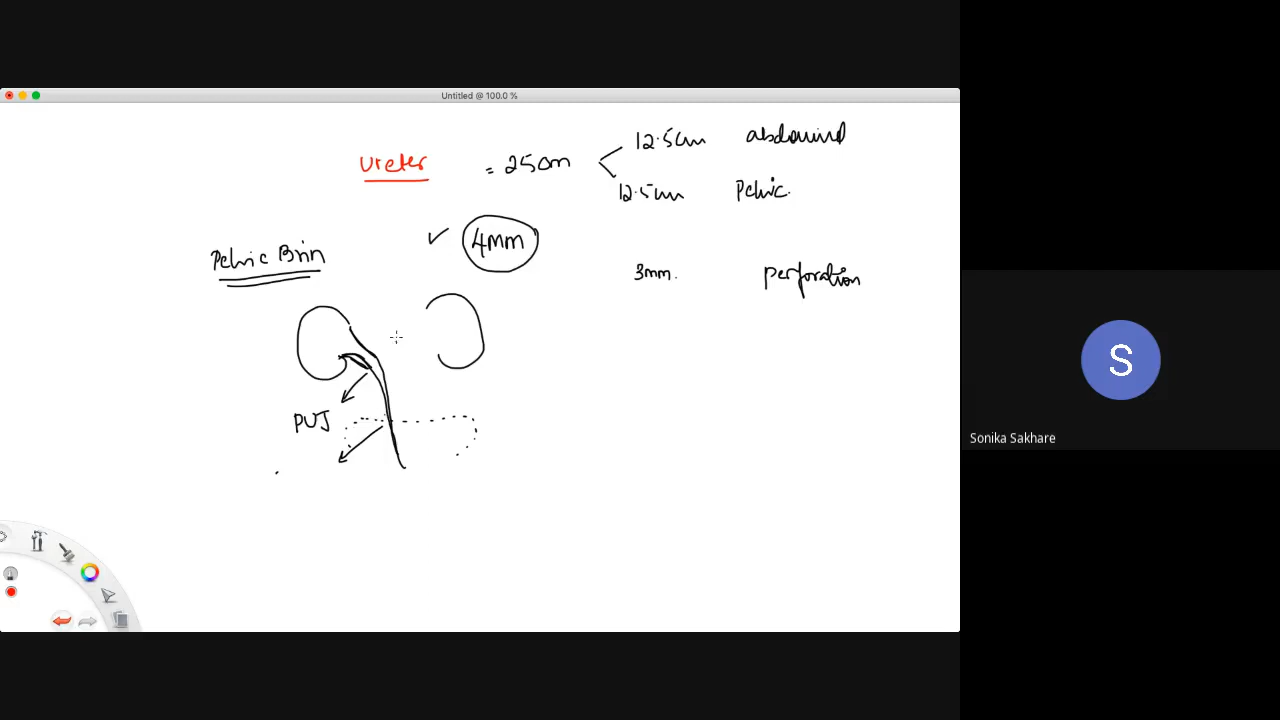 Untitled @ 100.0 %
12.5cm abdominal
Ureter = 25cm
12.5cm Pelvic.
✓ 4mm
Pelvic Brim
3mm. perforation
PUJ
S
Sonika Sakhare